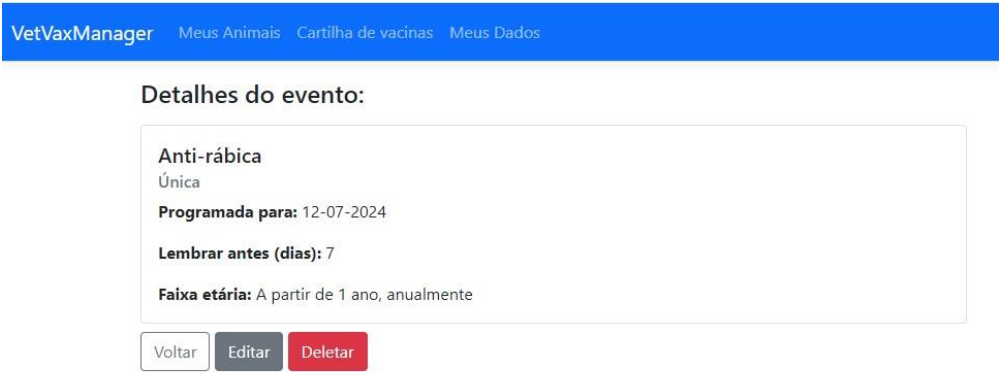 VetVaxManager Meus Animais Cartilha de vacinas Meus Dados
Detalhes do evento:
Anti-rábica
Única
Programada para: 12-07-2024
Lembrar antes (dias): 7
Faixa etária: A partir de 1 ano, anualmente
Voltar Editar Deletar